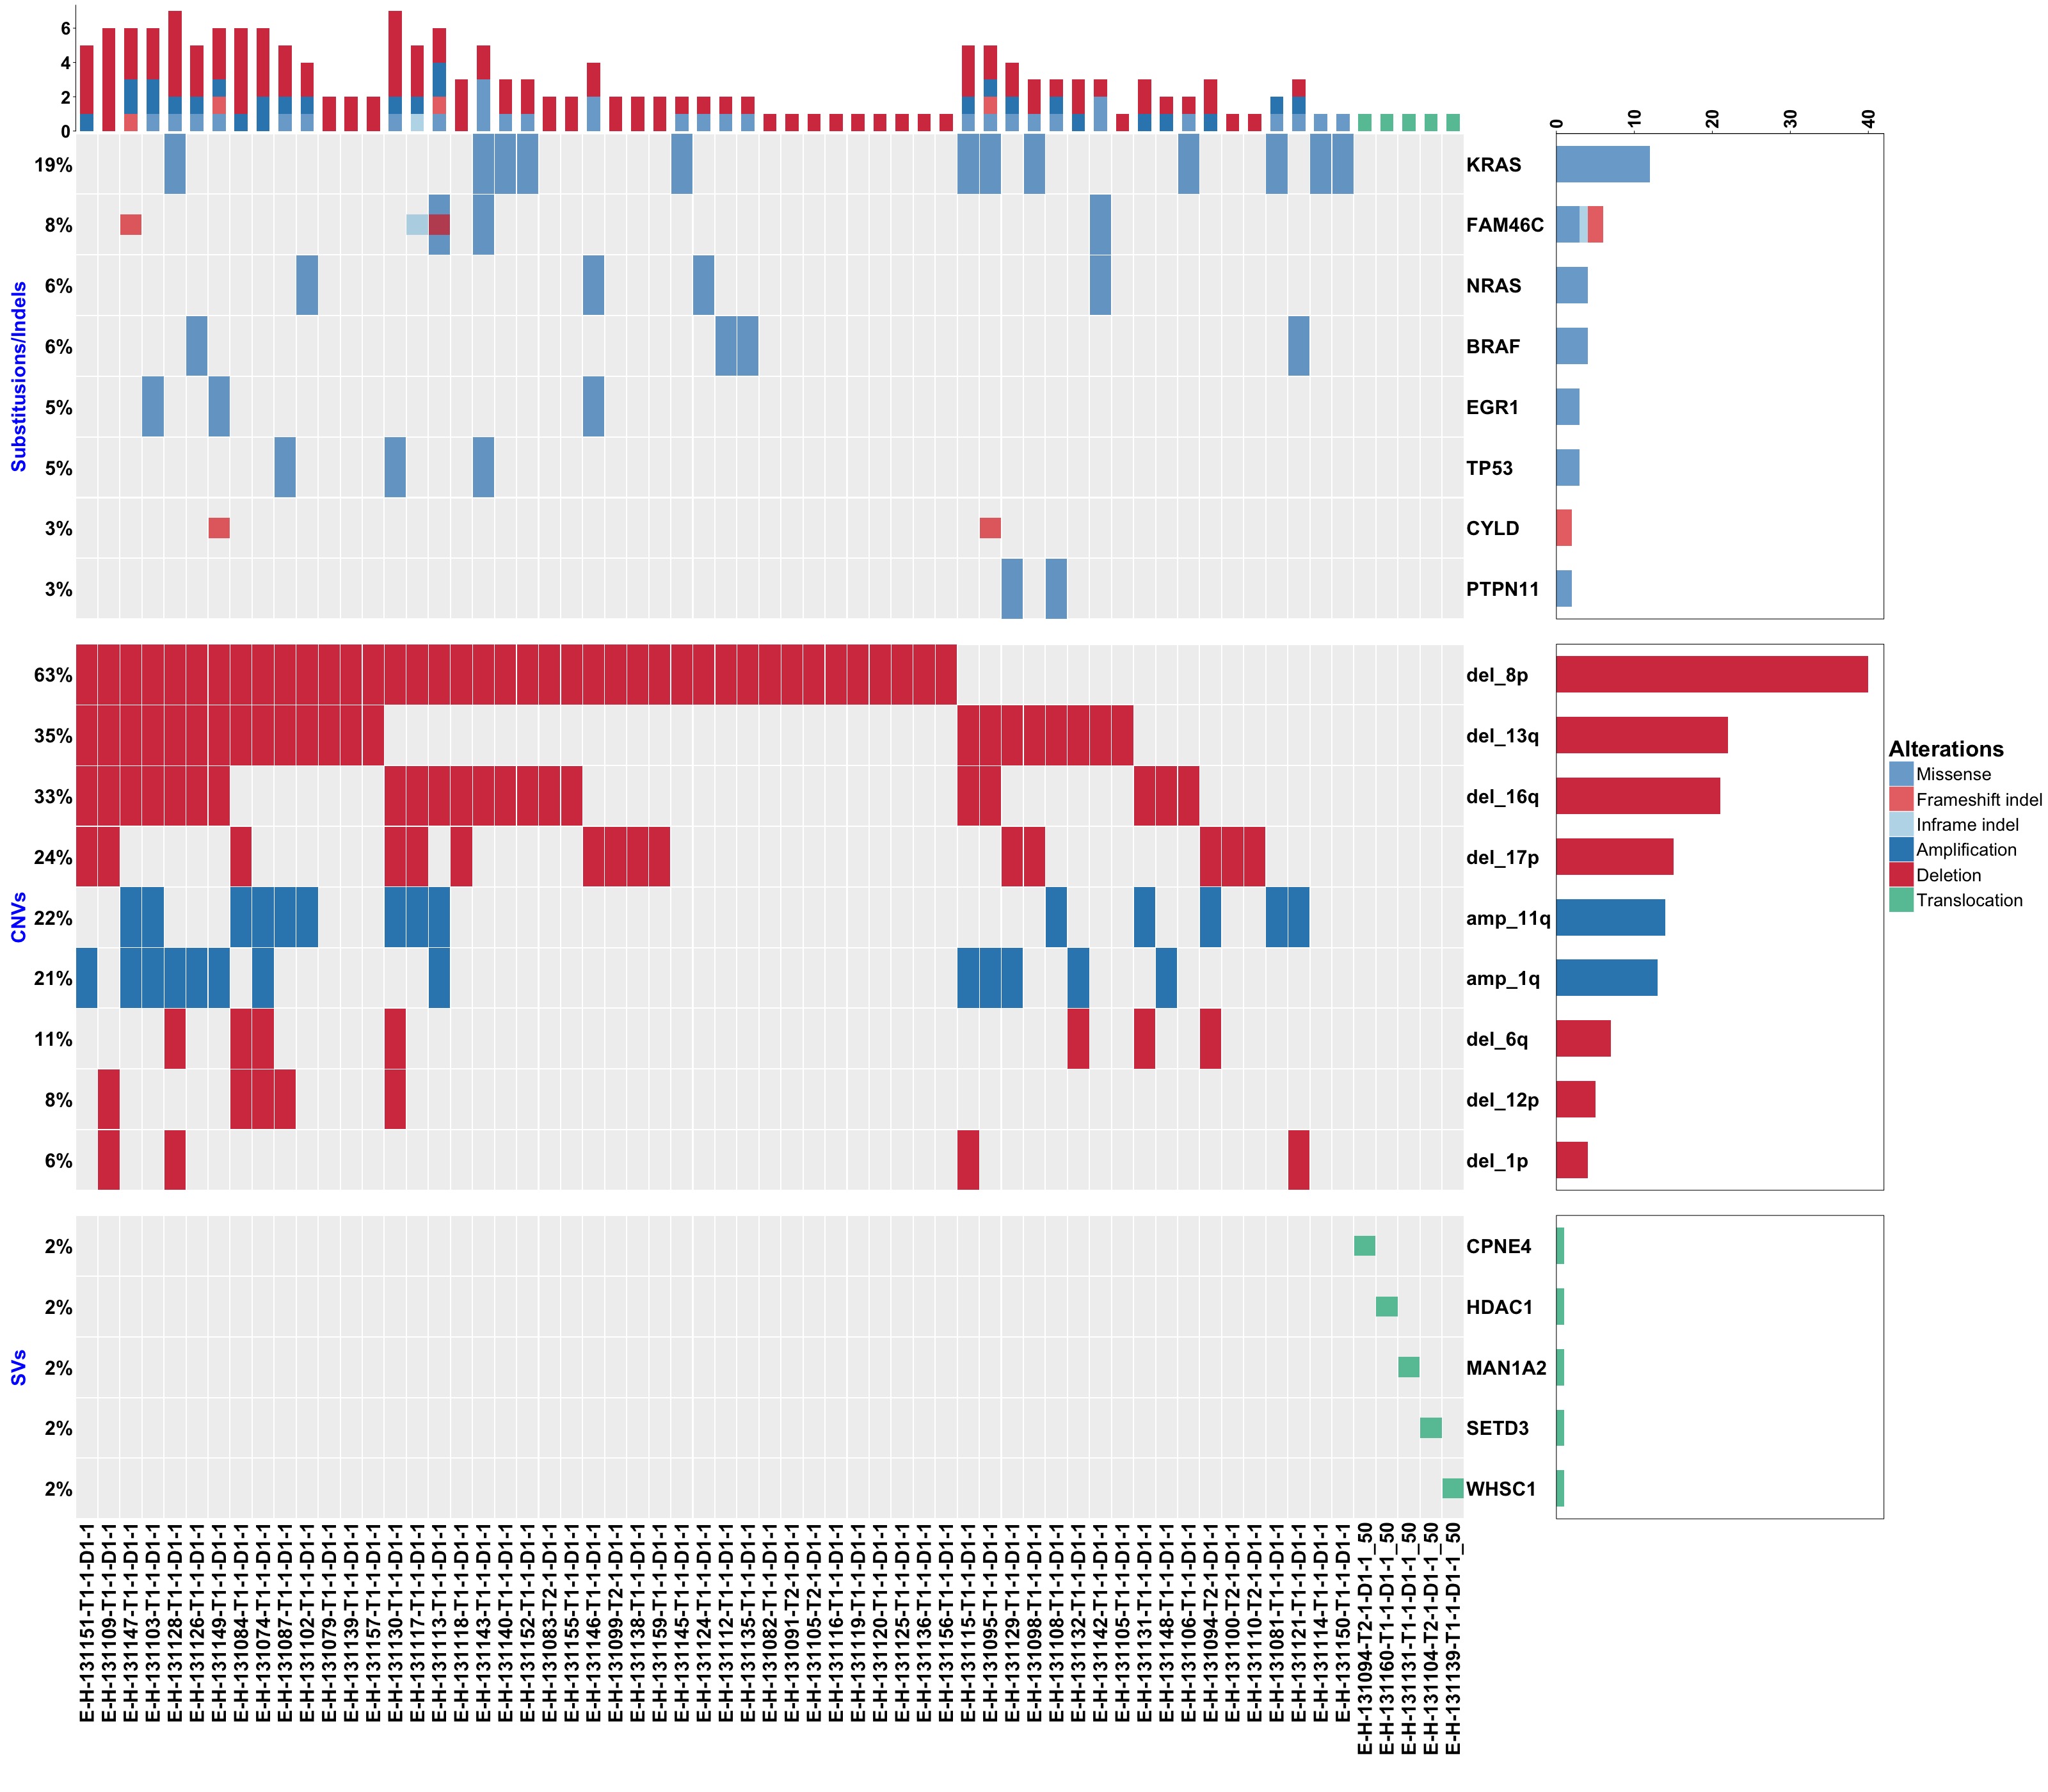 6
4
2
0
0
10
20
30
40
Substitusions/Indels
19% KRAS
8% FAM46C
6% NRAS
6% BRAF
5% EGR1
5% TP53
3% CYLD
3% PTPN11
CNVs
63% del_8p
35% del_13q
33% del_16q
24% del_17p
22% amp_11q
21% amp_1q
11% del_6q
8% del_12p
6% del_1p
Alterations
Missense
Frameshift indel
Inframe indel
Amplification
Deletion
Translocation
SVs
2% CPNE4
2% HDAC1
2% MAN1A2
2% SETD3
2% WHSC1
E-H-131151-T1-1-D1-1
E-H-131109-T1-1-D1-1
E-H-131147-T1-1-D1-1
E-H-131103-T1-1-D1-1
E-H-131128-T1-1-D1-1
E-H-131126-T1-1-D1-1
E-H-131149-T1-1-D1-1
E-H-131084-T1-1-D1-1
E-H-131074-T1-1-D1-1
E-H-131087-T1-1-D1-1
E-H-131102-T1-1-D1-1
E-H-131079-T1-1-D1-1
E-H-131139-T1-1-D1-1
E-H-131157-T1-1-D1-1
E-H-131130-T1-1-D1-1
E-H-131117-T1-1-D1-1
E-H-131113-T1-1-D1-1
E-H-131118-T1-1-D1-1
E-H-131143-T1-1-D1-1
E-H-131140-T1-1-D1-1
E-H-131152-T1-1-D1-1
E-H-131083-T2-1-D1-1
E-H-131155-T1-1-D1-1
E-H-131146-T1-1-D1-1
E-H-131099-T2-1-D1-1
E-H-131138-T1-1-D1-1
E-H-131159-T1-1-D1-1
E-H-131145-T1-1-D1-1
E-H-131124-T1-1-D1-1
E-H-131112-T1-1-D1-1
E-H-131135-T1-1-D1-1
E-H-131082-T1-1-D1-1
E-H-131091-T2-1-D1-1
E-H-131105-T2-1-D1-1
E-H-131116-T1-1-D1-1
E-H-131119-T1-1-D1-1
E-H-131120-T1-1-D1-1
E-H-131125-T1-1-D1-1
E-H-131136-T1-1-D1-1
E-H-131156-T1-1-D1-1
E-H-131115-T1-1-D1-1
E-H-131095-T1-1-D1-1
E-H-131129-T1-1-D1-1
E-H-131098-T1-1-D1-1
E-H-131108-T1-1-D1-1
E-H-131132-T1-1-D1-1
E-H-131142-T1-1-D1-1
E-H-131105-T1-1-D1-1
E-H-131131-T1-1-D1-1
E-H-131148-T1-1-D1-1
E-H-131106-T1-1-D1-1
E-H-131094-T2-1-D1-1
E-H-131100-T2-1-D1-1
E-H-131110-T2-1-D1-1
E-H-131081-T1-1-D1-1
E-H-131121-T1-1-D1-1
E-H-131114-T1-1-D1-1
E-H-131150-T1-1-D1-1
E-H-131094-T2-1-D1-1_50
E-H-131160-T1-1-D1-1_50
E-H-131131-T1-1-D1-1_50
E-H-131104-T2-1-D1-1_50
E-H-131139-T1-1-D1-1_50